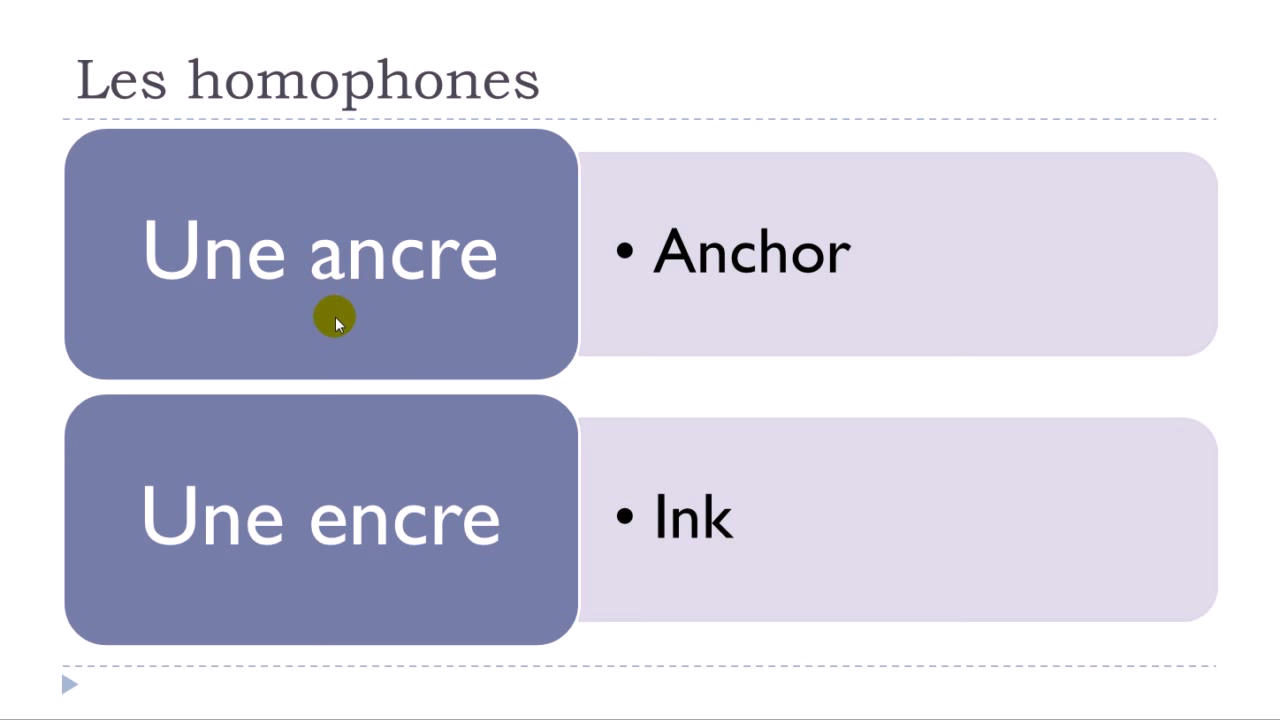 Les homophones
Une ancre
• Anchor
Une encre
• Ink